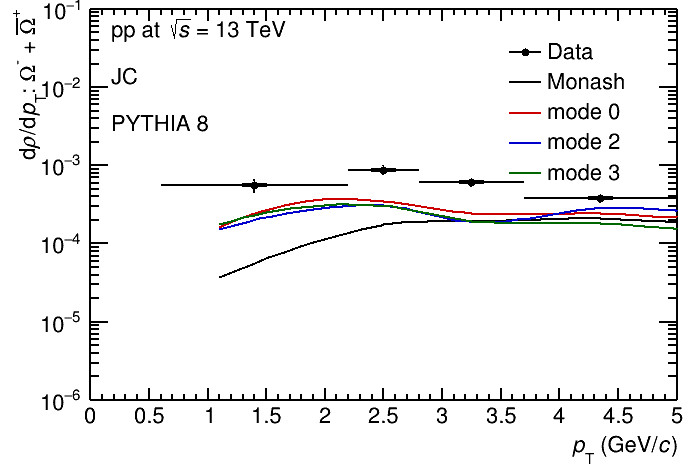 dρ/dp_T: Ω⁻ + Ω̅⁺
10⁻¹
10⁻²
10⁻³
10⁻⁴
10⁻⁵
10⁻⁶
pp at √s = 13 TeV
JC
PYTHIA 8
Data
Monash
mode 0
mode 2
mode 3
0 0.5 1 1.5 2 2.5 3 3.5 4 4.5 5
p_T (GeV/c)